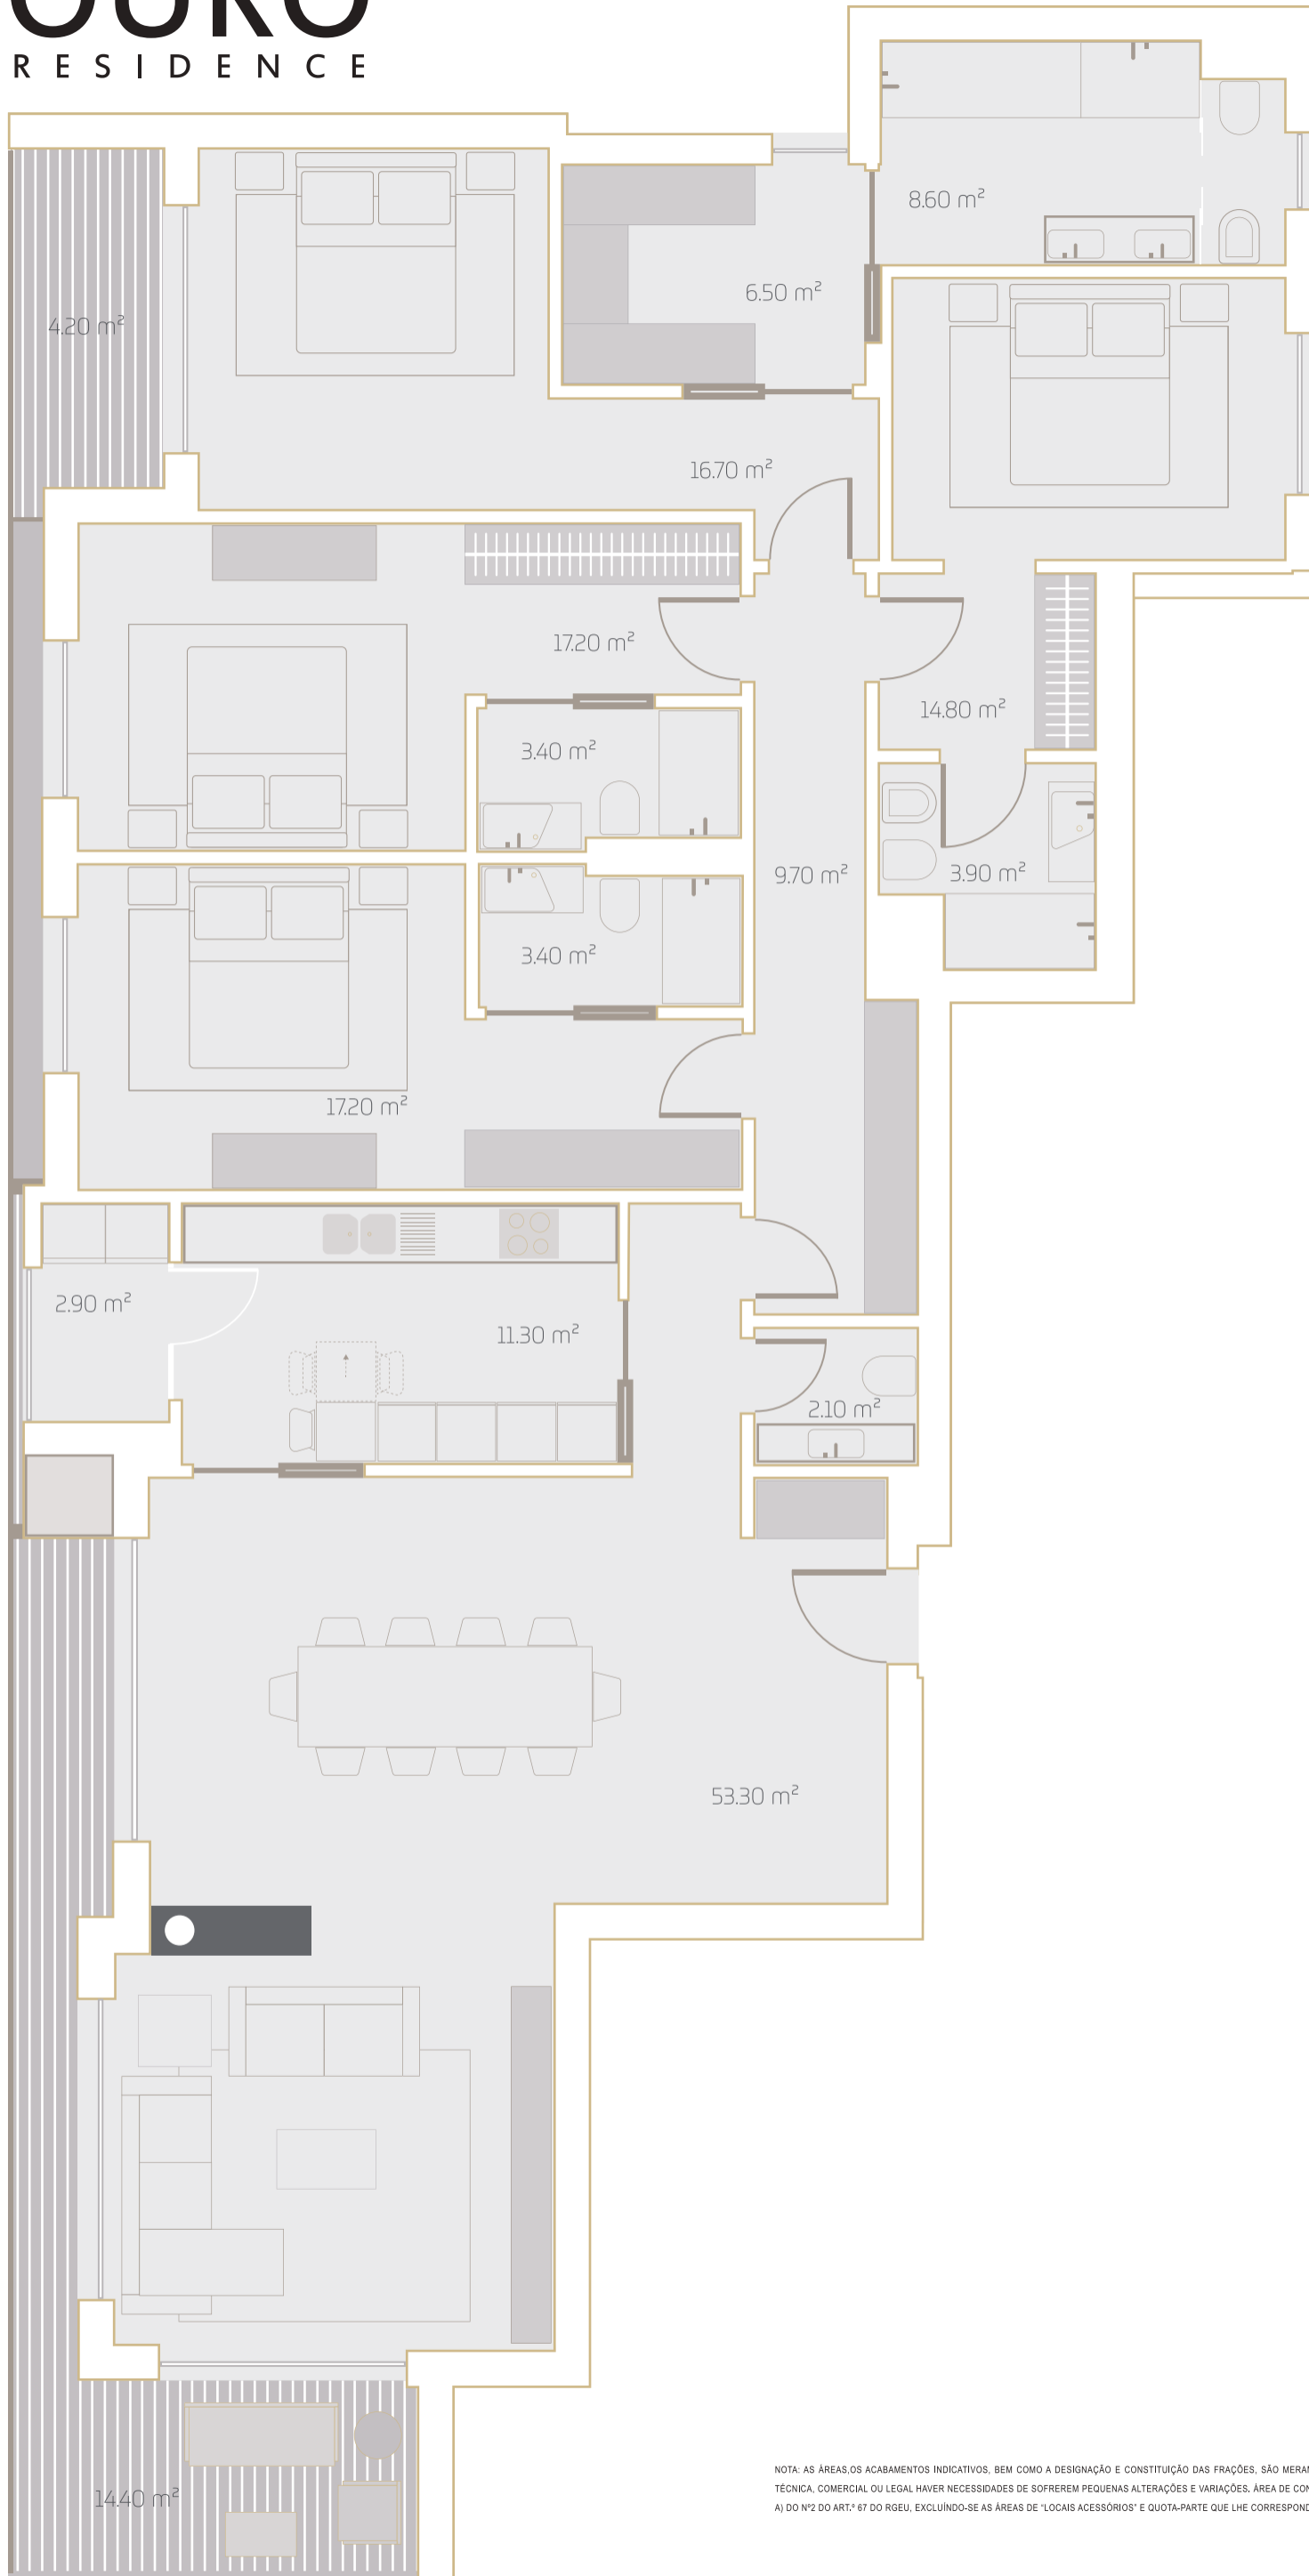 OURO
RESIDENCE
8.60 m²
6.50 m²
4.20 m²
16.70 m²
17.20 m²
14.80 m²
3.40 m²
9.70 m²
3.90 m²
3.40 m²
17.20 m²
2.90 m²
11.30 m²
2.10 m²
53.30 m²
14.40 m²
NOTA: AS ÁREAS,OS ACABAMENTOS INDICATIVOS, BEM COMO A DESIGNAÇÃO E CONSTITUIÇÃO DAS FRAÇÕES, SÃO
TÉCNICA, COMERCIAL OU LEGAL HAVER NECESSIDADES DE SOFREREM PEQUENAS ALTERAÇÕES E VARIAÇÕES. ÁREA DE
A) DO Nº2 DO ART.º 67 DO RGEU, EXCLUÍNDO-SE AS ÁREAS DE "LOCAIS ACESSÓRIOS" E QUOTA-PARTE QUE LHE